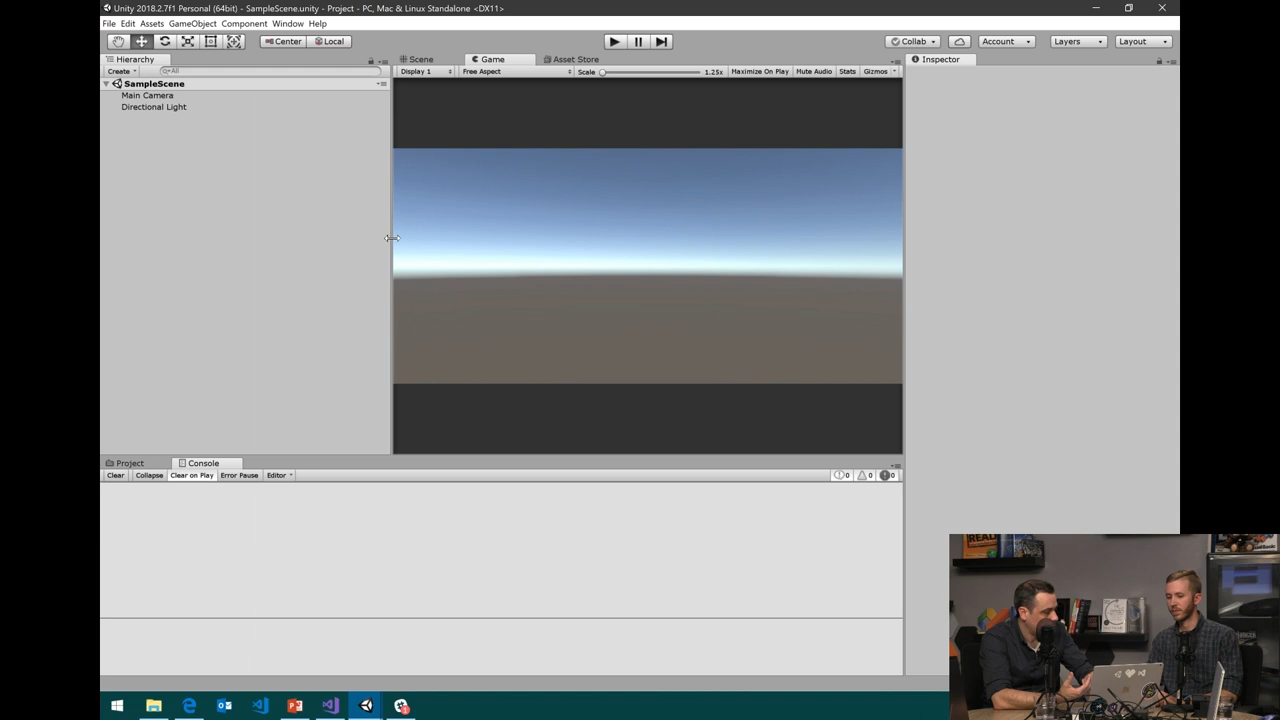 Unity 2018.2.7f1 Personal (64bit) - SampleScene.unity - Project - PC, Mac & Linux Standalone <DX11>
File Edit Assets GameObject Component Window Help
Center Local Collab Account Layers Layout
Hierarchy Scene Game Asset Store Inspector
Create All Display 1 Free Aspect Scale 1.25x Maximize On Play Mute Audio Stats Gizmos
SampleScene
Main Camera
Directional Light
Project Console
Clear Collapse Clear on Play Error Pause Editor 0 0 0
READ